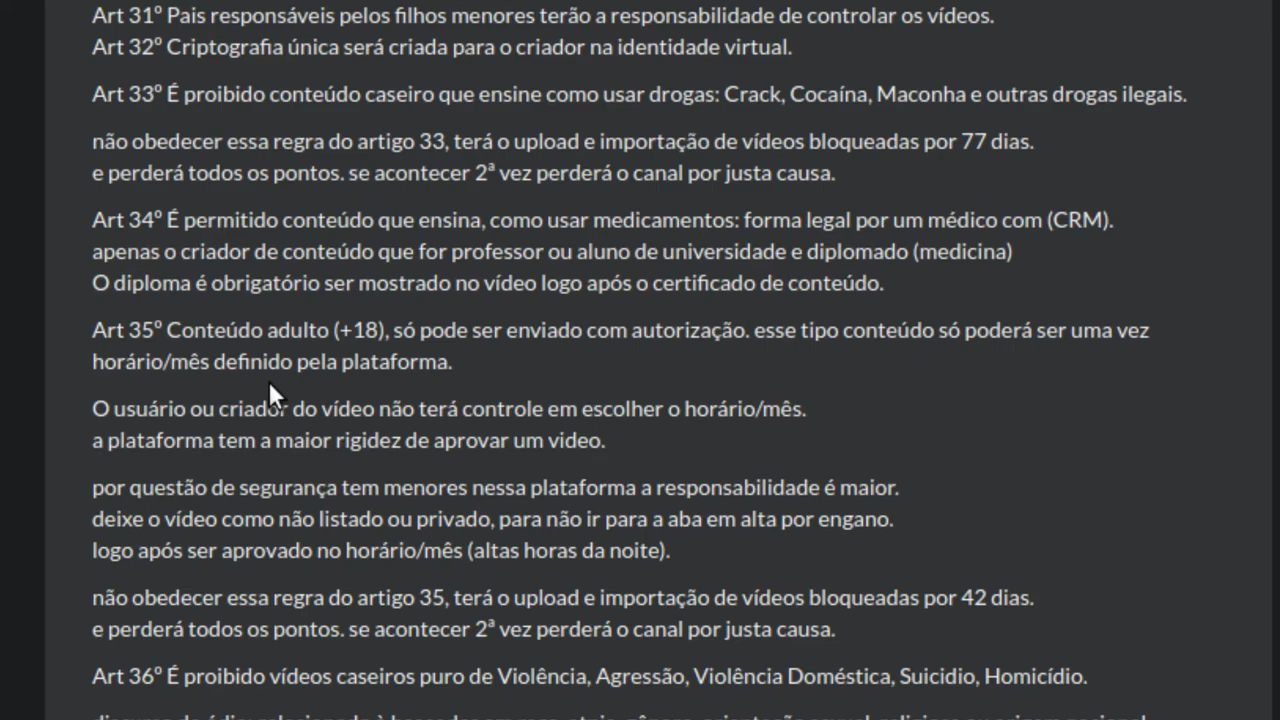 Art 31º Pais responsáveis pelos filhos menores terão a responsabilidade de controlar os vídeos.
Art 32º Criptografia única será criada para o criador na identidade virtual.
Art 33º É proibido conteúdo caseiro que ensine como usar drogas: Crack, Cocaína, Maconha e outras drogas ilegais.
não obedecer essa regra do artigo 33, terá o upload e importação de vídeos bloqueadas por 77 dias.
e perderá todos os pontos. se acontecer 2ª vez perderá o canal por justa causa.
Art 34º É permitido conteúdo que ensina, como usar medicamentos: forma legal por um médico com (CRM).
apenas o criador de conteúdo que for professor ou aluno de universidade e diplomado (medicina)
O diploma é obrigatório ser mostrado no vídeo logo após o certificado de conteúdo.
Art 35º Conteúdo adulto (+18), só pode ser enviado com autorização. esse tipo conteúdo só poderá ser uma vez
horário/mês definido pela plataforma.
O usuário ou criador do vídeo não terá controle em escolher o horário/mês.
a plataforma tem a maior rigidez de aprovar um video.
por questão de segurança tem menores nessa plataforma a responsabilidade é maior.
deixe o vídeo como não listado ou privado, para não ir para a aba em alta por engano.
logo após ser aprovado no horário/mês (altas horas da noite).
não obedecer essa regra do artigo 35, terá o upload e importação de vídeos bloqueadas por 42 dias.
e perderá todos os pontos. se acontecer 2ª vez perderá o canal por justa causa.
Art 36º É proibido vídeos caseiros puro de Violência, Agressão, Violência Doméstica, Suicidio, Homicídio.